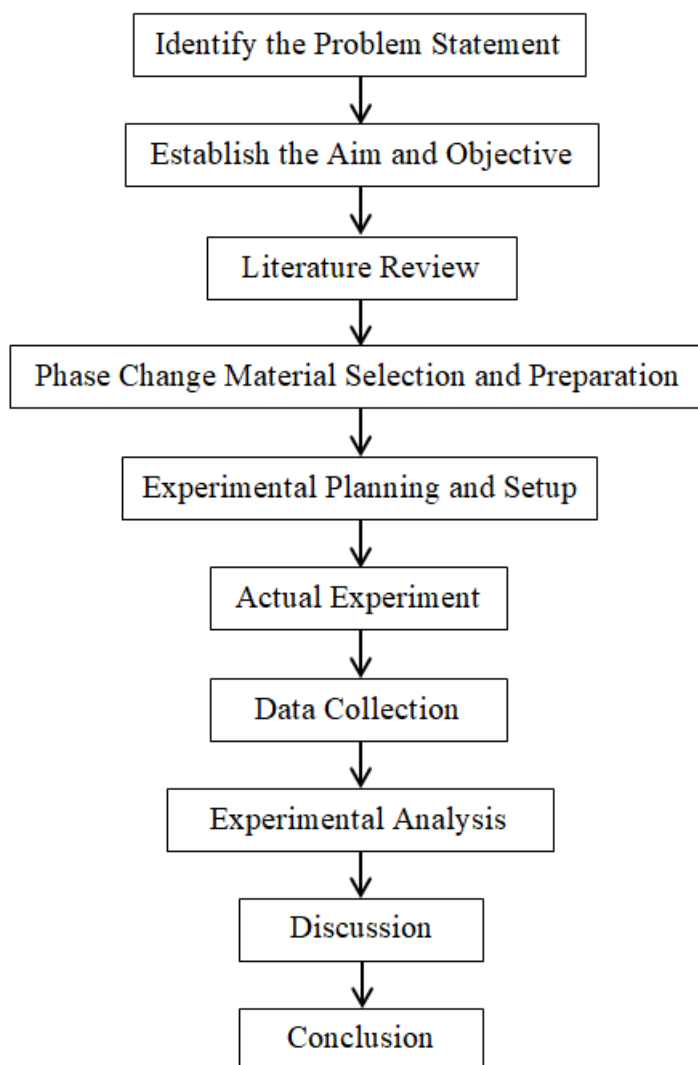 Identify the Problem Statement
Establish the Aim and Objective
Literature Review
Phase Change Material Selection and Preparation
Experimental Planning and Setup
Actual Experiment
Data Collection
Experimental Analysis
Discussion
Conclusion